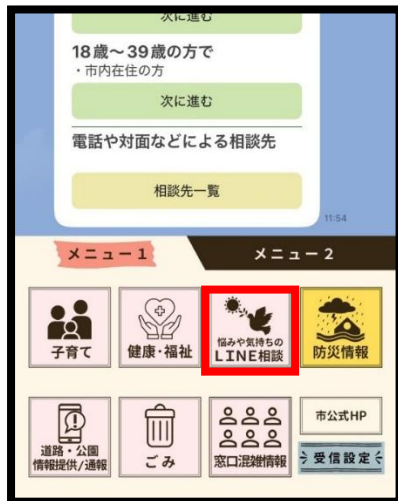 次に進む
18歳～39歳の方で
・市内在住の方
次に進む
電話や対面などによる相談先
相談先一覧
11:54
メニュー1
メニュー2
子育て
健康・福祉
悩みや気持ちの
LINE相談
防災情報
道路・公園
情報提供/通報
ごみ
窓口混雑情報
市公式HP
受信設定